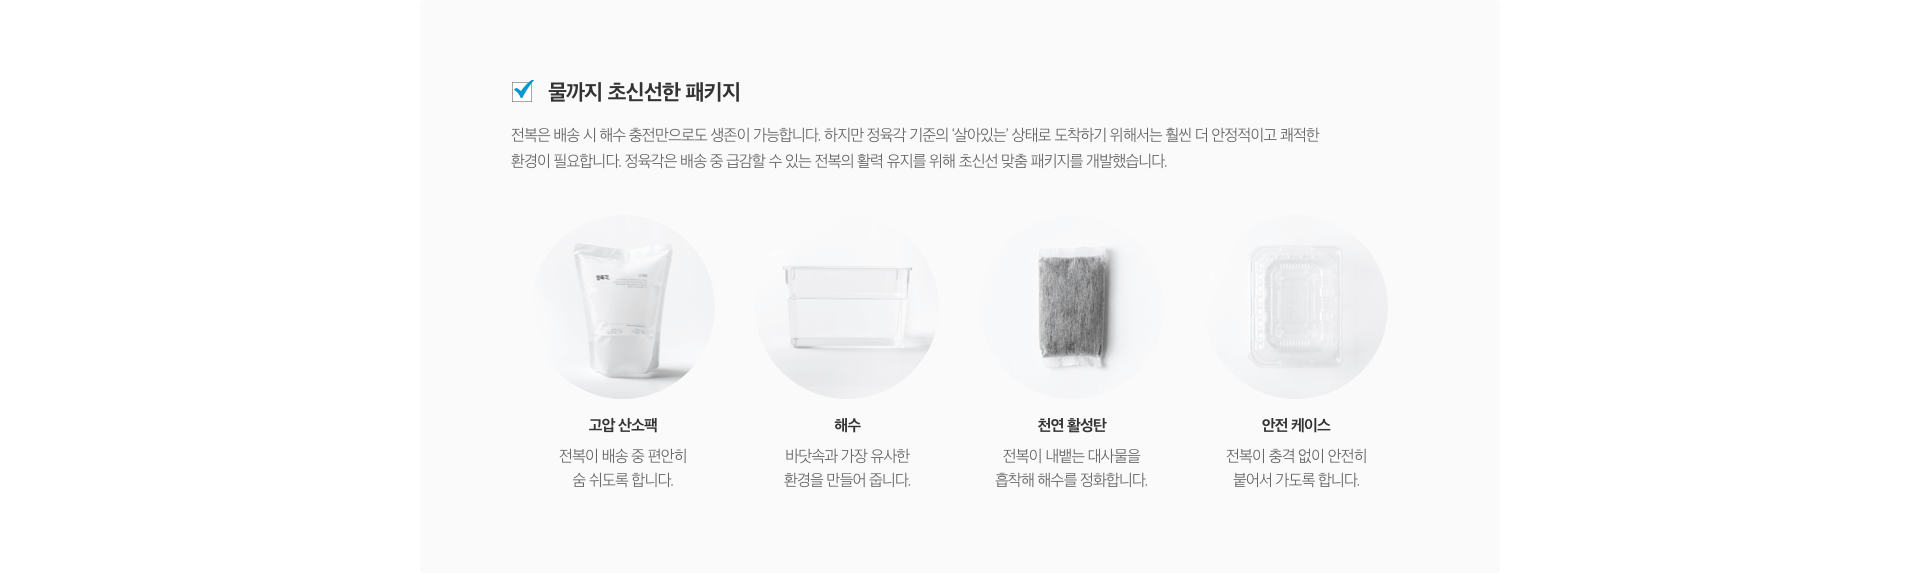 물까지 초신선한 패키지
전복은 배송 시 해수 충전만으로도 생존이 가능합니다. 하지만 정육각 기준의 ‘살아있는’ 상태로 도착하기 위해서는 훨씬 더 안정적이고 쾌적한
환경이 필요합니다. 정육각은 배송 중 급감할 수 있는 전복의 활력 유지를 위해 초신선 맞춤 패키지를 개발했습니다.
정육각
고압 산소팩
전복이 배송 중 편안히
숨 쉬도록 합니다.
해수
바닷속과 가장 유사한
환경을 만들어 줍니다.
천연 활성탄
전복이 내뱉는 대사물을
흡착해 해수를 정화합니다.
안전 케이스
전복이 충격 없이 안전히
붙어서 가도록 합니다.